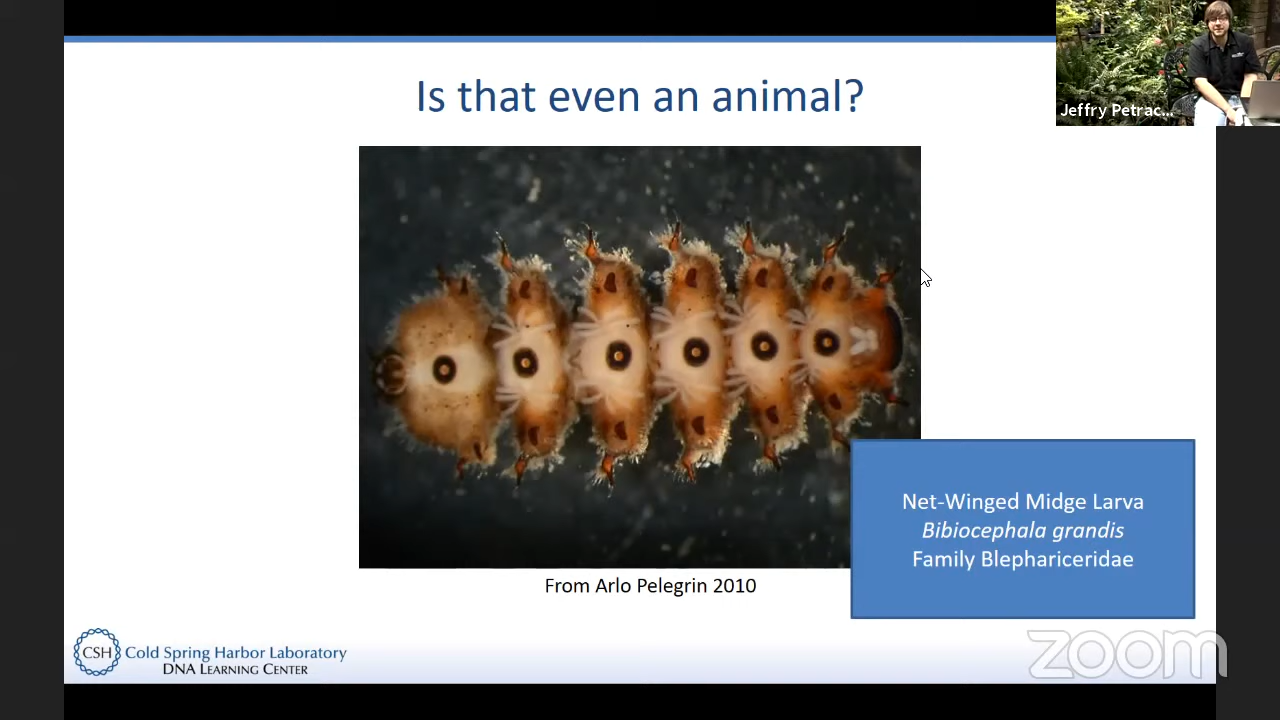 Is that even an animal?
Jeffry Petrac...
Net-Winged Midge Larva
Bibiocephala grandis
Family Blephariceridae
From Arlo Pelegrin 2010
CSH Cold Spring Harbor Laboratory
DNA LEARNING CENTER
zoom